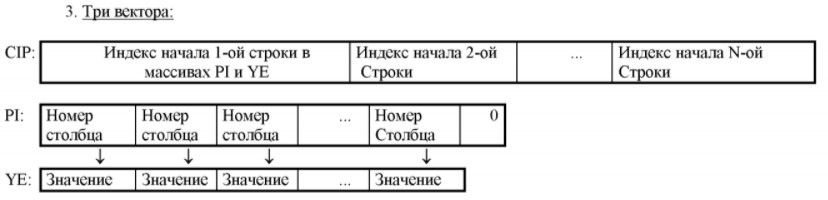 3. Три вектора:
CIP: Индекс начала 1-ой строки в массивах PI и YE Индекс начала 2-ой Строки ... Индекс начала N-ой Строки
PI: Номер столбца Номер столбца Номер столбца ... Номер Столбца 0
↓ ↓ ↓ ↓
YE: Значение Значение Значение ... Значение